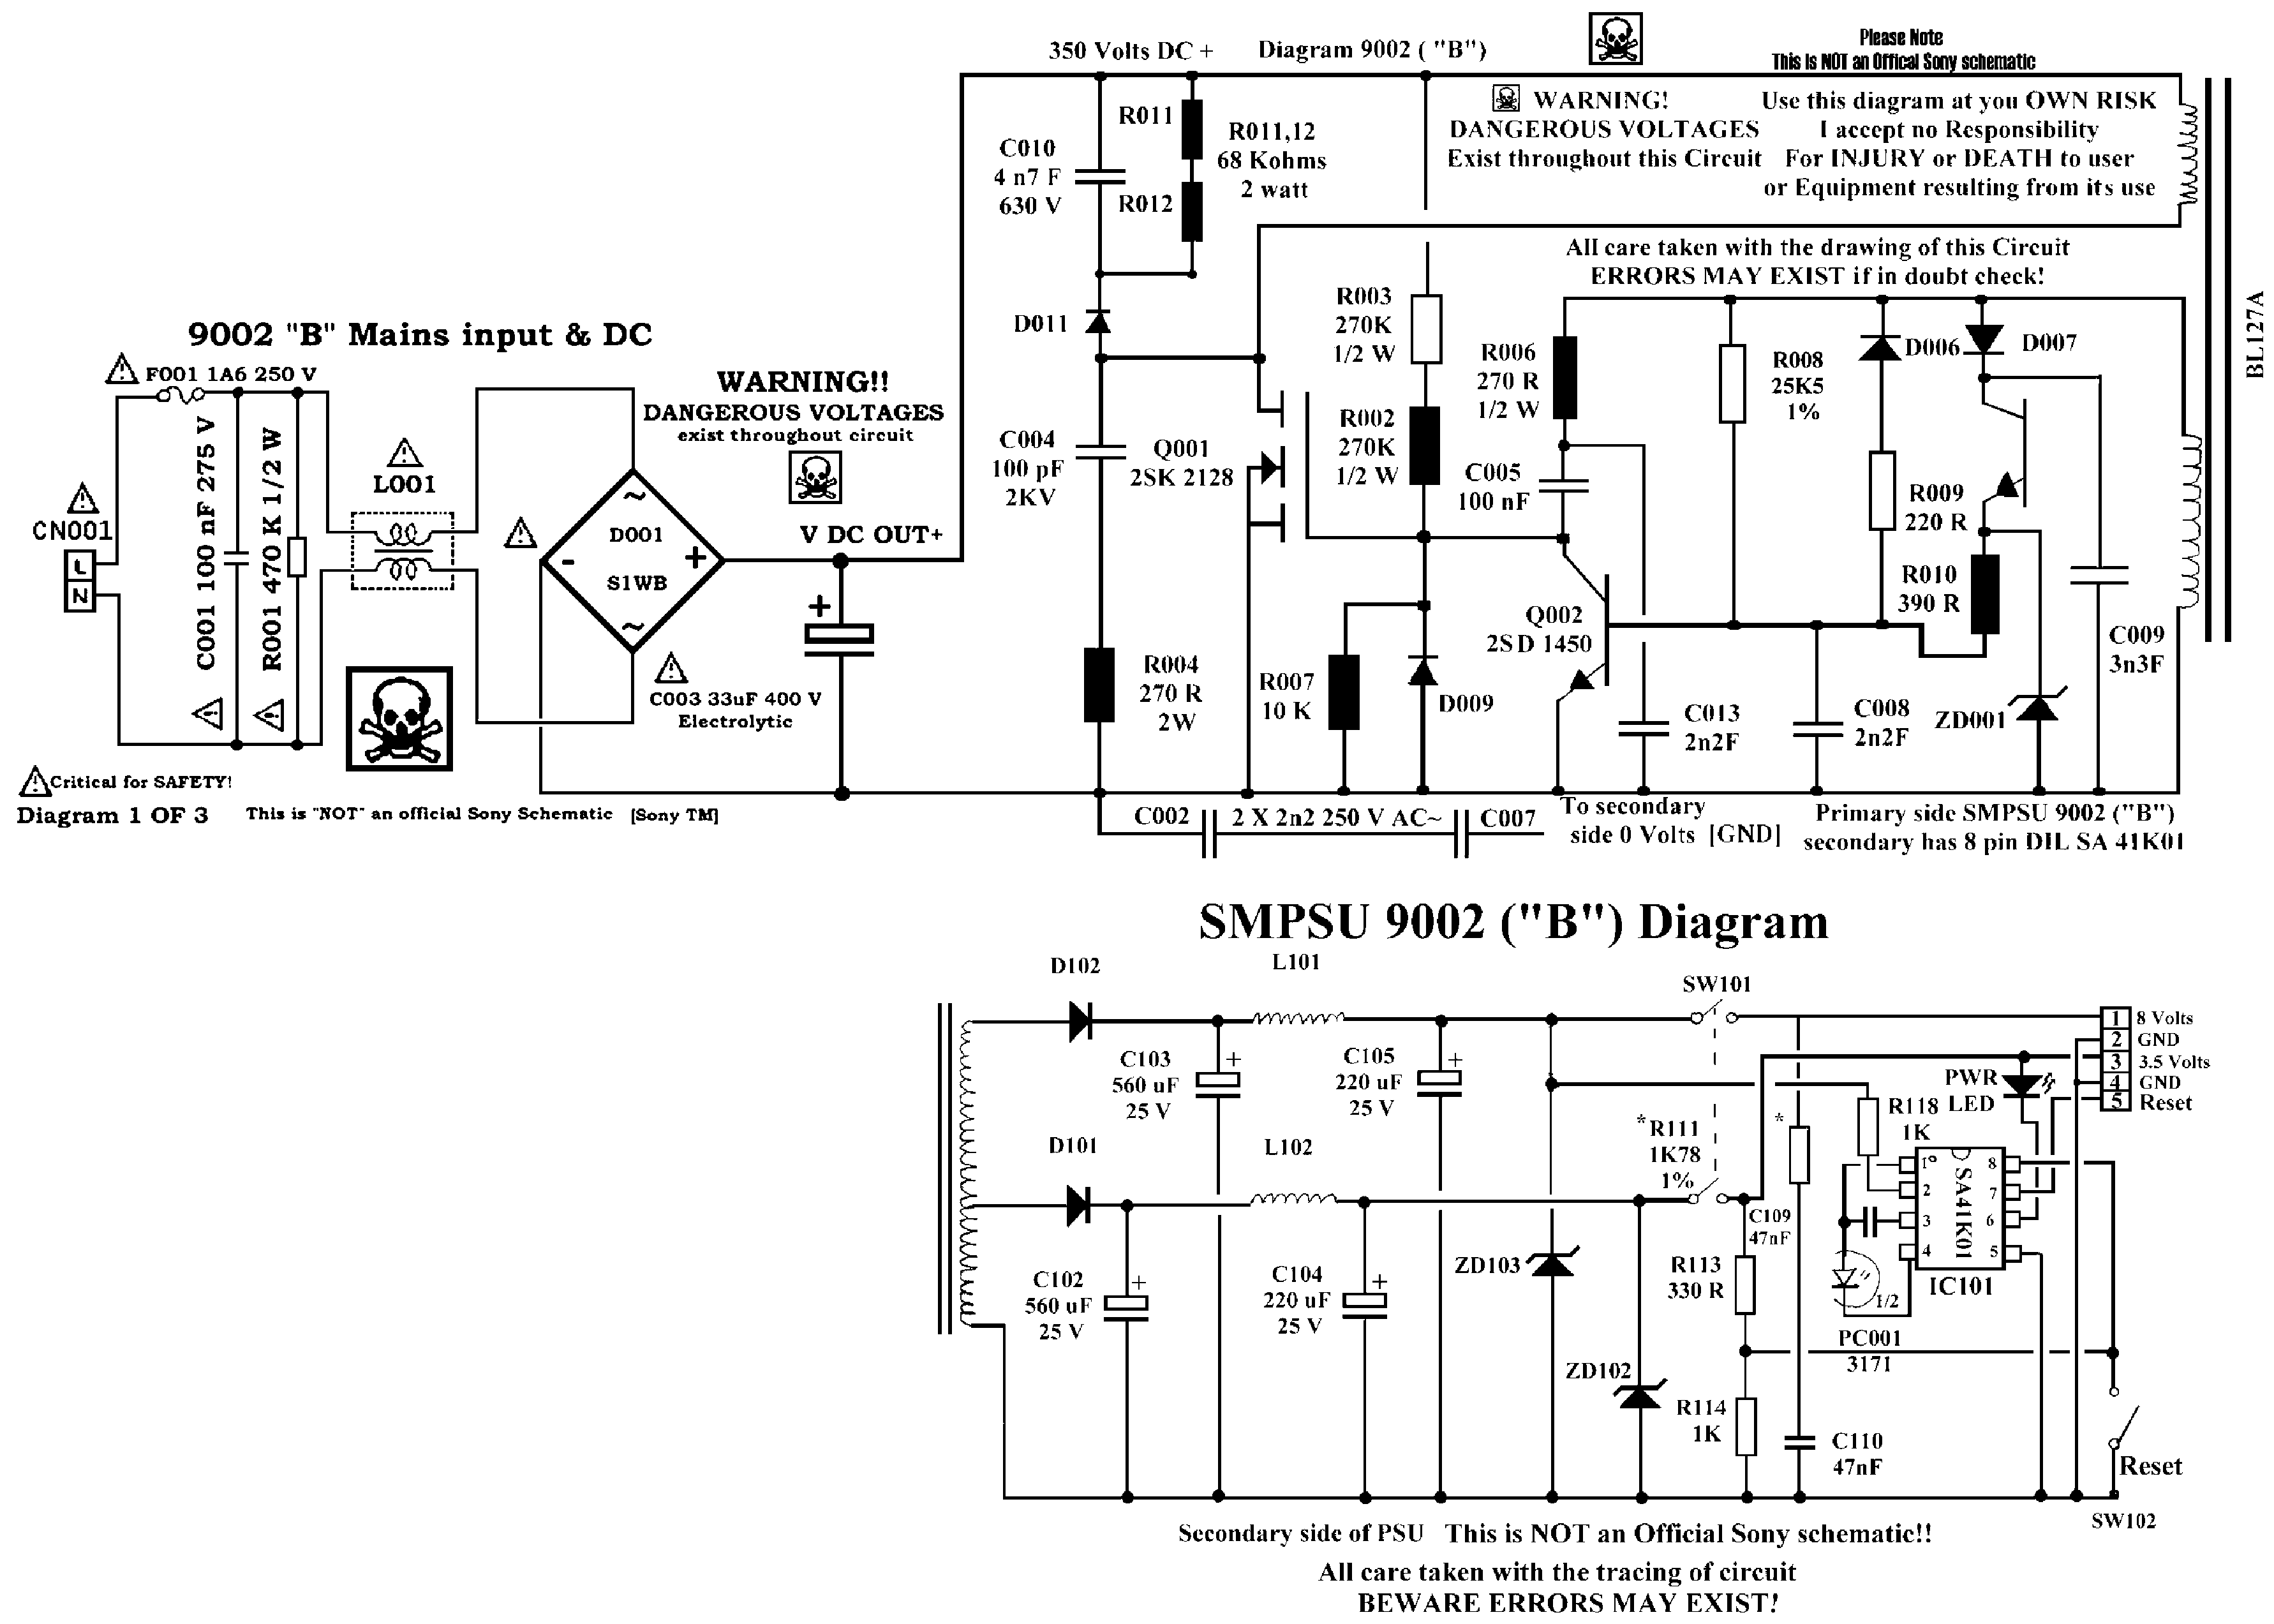 350 Volts DC +
Diagram 9002 ( "B")
Please Note
This is NOT an Offical Sony schematic
WARNING!
DANGEROUS VOLTAGES
Exist throughout this Circuit
Use this diagram at you OWN RISK
I accept no Responsibility
For INJURY or DEATH to user
or Equipment resulting from its use
R011
R011,12
68 Kohms
2 watt
C010
4 n7 F
630 V
R012
All care taken with the drawing of this Circuit
ERRORS MAY EXIST if in doubt check!
D011
R003
270K
1/2 W
R006
270 R
1/2 W
R008
25K5
1%
D006
D007
BL127A
9002 "B" Mains input & DC
F001 1A6 250 V
WARNING!!
DANGEROUS VOLTAGES
exist throughout circuit
C001 100 nF 275 V
R001 470 K 1/2 W
L001
CN001
L
N
D001
S1WB
~
~
-
+
V DC OUT+
+
C003 33uF 400 V
Electrolytic
C004
100 pF
2KV
Q001
2SK 2128
R002
270K
1/2 W
C005
100 nF
R009
220 R
R010
390 R
Q002
2SD 1450
C009
3n3F
R004
270 R
2W
R007
10 K
D009
C013
2n2F
C008
2n2F
ZD001
Critical for SAFETY!
Diagram 1 OF 3
This is "NOT" an official Sony Schematic [Sony TM]
C002
2 X 2n2 250 V AC~
C007
To secondary
side 0 Volts [GND]
Primary side SMPSU 9002 ("B")
secondary has 8 pin DIL SA 41K01
SMPSU 9002 ("B") Diagram
D102
L101
SW101
C103
560 uF
25 V
+
C105
220 uF
25 V
+
1 8 Volts
2 GND
3 3.5 Volts
4 GND
5 Reset
PWR
LED
R118
1K
*
*R111
1K78
1%
D101
L102
C109
47nF
1º
2
3
4
8
7
6
5
SA41K01
IC101
C102
560 uF
25 V
+
C104
220 uF
25 V
+
ZD103
R113
330 R
1/2
PC001
3171
ZD102
R114
1K
C110
47nF
Reset
SW102
Secondary side of PSU This is NOT an Official Sony schematic!!
All care taken with the tracing of circuit
BEWARE ERRORS MAY EXIST!